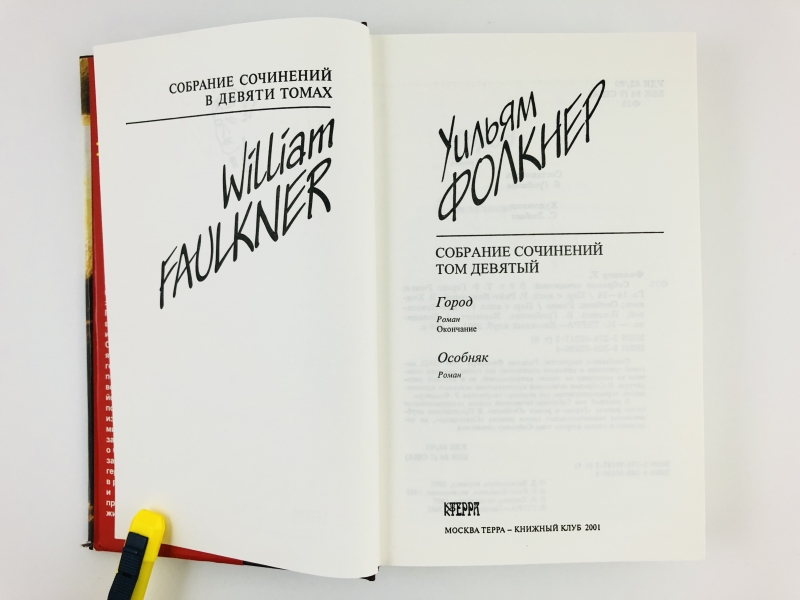 СОБРАНИЕ СОЧИНЕНИЙ
В ДЕВЯТИ ТОМАХ
William
FAULKNER
Уильям
ФОЛКНЕР
СОБРАНИЕ СОЧИНЕНИЙ
ТОМ ДЕВЯТЫЙ
Город
Роман
Окончание
Особняк
Роман
ТЕРРА
МОСКВА ТЕРРА – КНИЖНЫЙ КЛУБ 2001